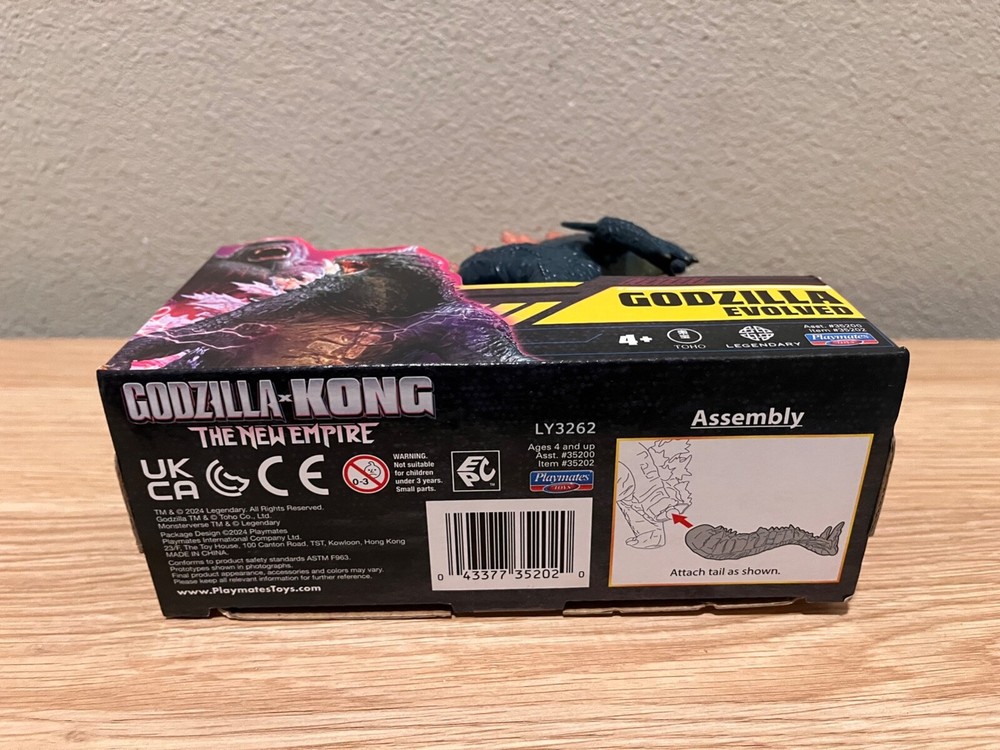 GODZILLA
EVOLVED
4+
TOHO
LEGENDARY
Asst. #35200
Item #35202
Playmates
TOYS
GODZILLA x KONG
THE NEW EMPIRE
UK
CA
CE
0-3
WARNING.
Not suitable
for children
under 3 years.
Small parts.
EPC
TM
LY3262
Ages 4 and up
Asst. #35200
Item #35202
Playmates
TOYS
TM & © 2024 Legendary. All Rights Reserved.
Godzilla TM & © Toho Co., Ltd.
Monsterverse TM & © Legendary
Package Design ©2024 Playmates
Playmates International Company Ltd.
23/F, The Toy House, 100 Canton Road, TST, Kowloon, Hong Kong
MADE IN CHINA.
Conforms to product safety standards ASTM F963.
Prototypes shown in photographs.
Final product appearance, accessories and colors may vary.
Please keep all relevant information for further reference.
www.PlaymatesToys.com
0 43377 35202 0
Assembly
Attach tail as shown.